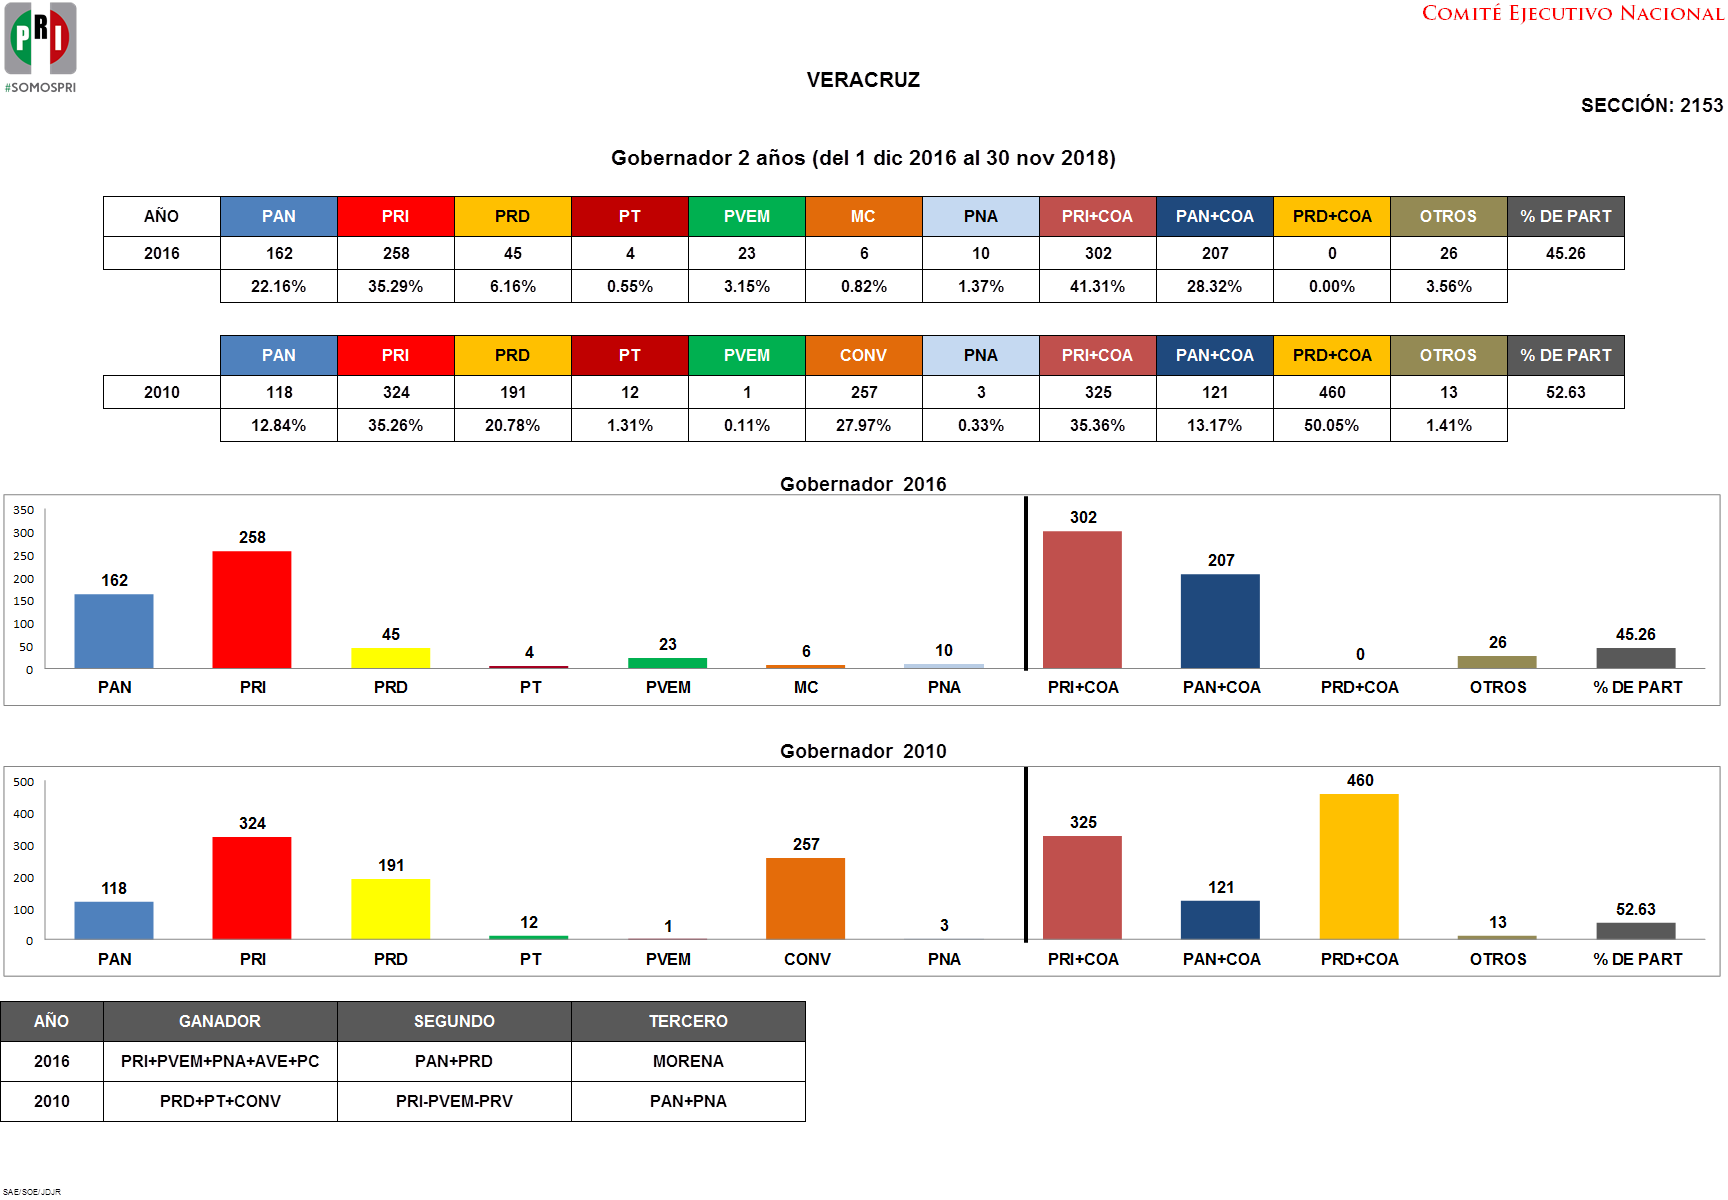 PRI
#SOMOSPRI
COMITÉ EJECUTIVO NACIONAL
VERACRUZ
SECCIÓN: 2153
Gobernador 2 años (del 1 dic 2016 al 30 nov 2018)
AÑO PAN PRI PRD PT PVEM MC PNA PRI+COA PAN+COA PRD+COA OTROS % DE PART
2016 162 258 45 4 23 6 10 302 207 0 26 45.26
22.16% 35.29% 6.16% 0.55% 3.15% 0.82% 1.37% 41.31% 28.32% 0.00% 3.56%
PAN PRI PRD PT PVEM CONV PNA PRI+COA PAN+COA PRD+COA OTROS % DE PART
2010 118 324 191 12 1 257 3 325 121 460 13 52.63
12.84% 35.26% 20.78% 1.31% 0.11% 27.97% 0.33% 35.36% 13.17% 50.05% 1.41%
Gobernador 2016
350
300
250
200
150
100
50
0
162 258 45 4 23 6 10 302 207 0 26 45.26
PAN PRI PRD PT PVEM MC PNA PRI+COA PAN+COA PRD+COA OTROS % DE PART
Gobernador 2010
500
400
300
200
100
0
118 324 191 12 1 257 3 325 121 460 13 52.63
PAN PRI PRD PT PVEM CONV PNA PRI+COA PAN+COA PRD+COA OTROS % DE PART
AÑO GANADOR SEGUNDO TERCERO
2016 PRI+PVEM+PNA+AVE+PC PAN+PRD MORENA
2010 PRD+PT+CONV PRI-PVEM-PRV PAN+PNA
SAE/SOE/JDJR